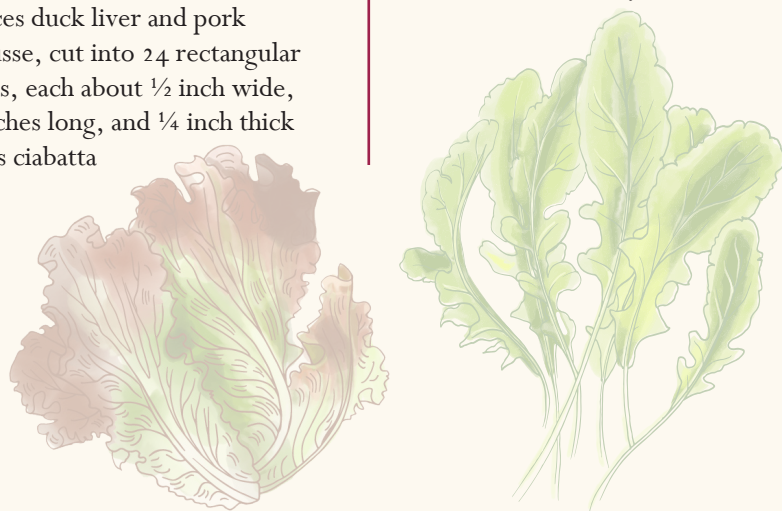 ces duck liver and pork
usse, cut into 24 rectangular
s, each about ½ inch wide,
ches long, and ¼ inch thick
s ciabatta